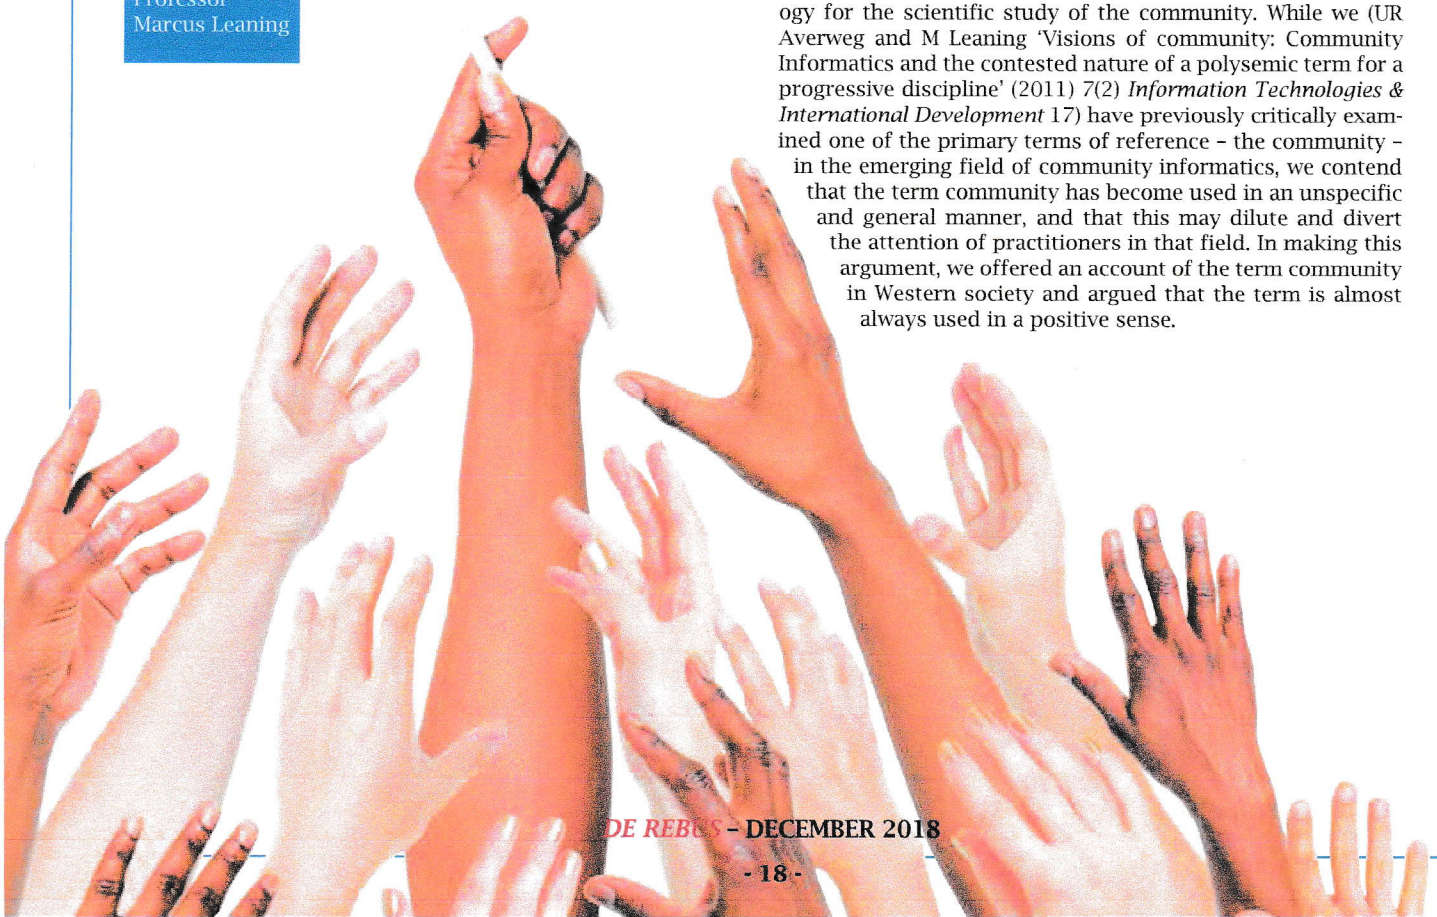 Professor
Marcus Leaning
ogy for the scientific study of the community. While we (UR
Averweg and M Leaning ‘Visions of community: Community
Informatics and the contested nature of a polysemic term for a
progressive discipline’ (2011) 7(2) Information Technologies &
International Development 17) have previously critically exam-
ined one of the primary terms of reference – the community –
in the emerging field of community informatics, we contend
that the term community has become used in an unspecific
and general manner, and that this may dilute and divert
the attention of practitioners in that field. In making this
argument, we offered an account of the term community
in Western society and argued that the term is almost
always used in a positive sense.
DE REBUS – DECEMBER 2018
- 18 -